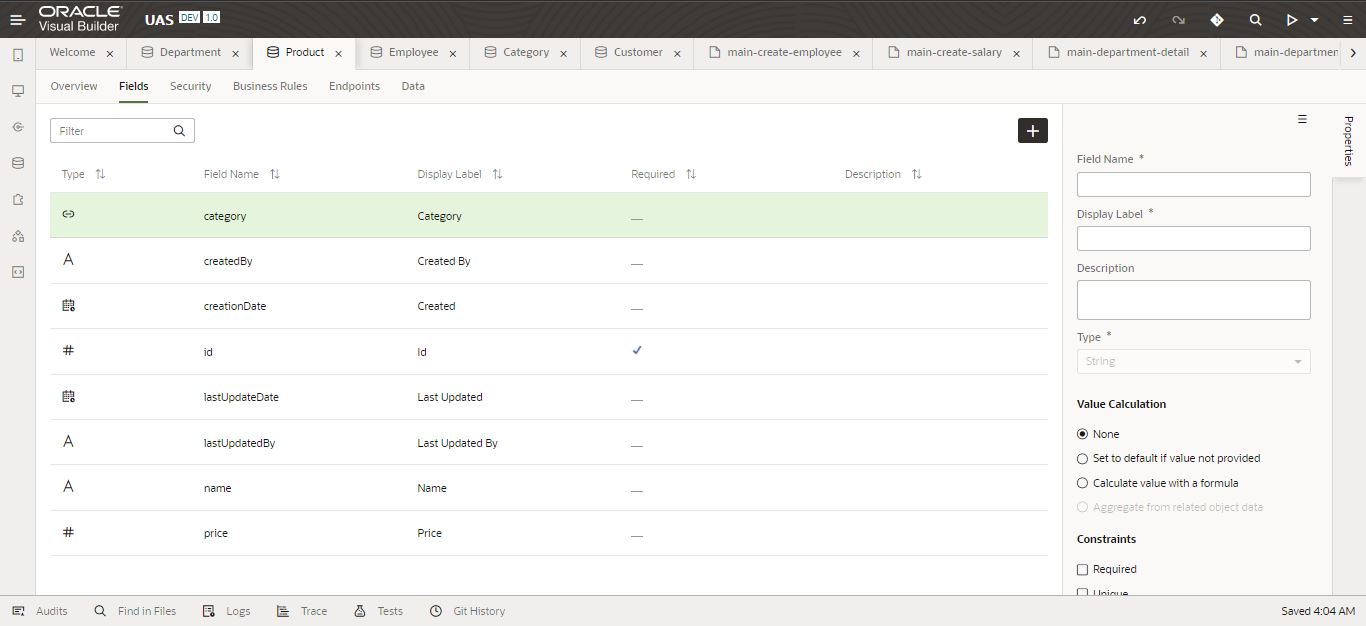 ORACLE
Visual Builder
UAS DEV 1.0
Welcome Department Product Employee Category Customer main-create-employee main-create-salary main-department-detail main-departmen
Overview Fields Security Business Rules Endpoints Data
Filter
Properties
Type Field Name Display Label Required Description
category Category
A createdBy Created By
creationDate Created
# id Id
lastUpdateDate Last Updated
A lastUpdatedBy Last Updated By
A name Name
# price Price
Field Name *
Display Label *
Description
Type *
String
Value Calculation
None
Set to default if value not provided
Calculate value with a formula
Aggregate from related object data
Constraints
Required
Unique
Audits Find in Files Logs Trace Tests Git History Saved 4:04 AM